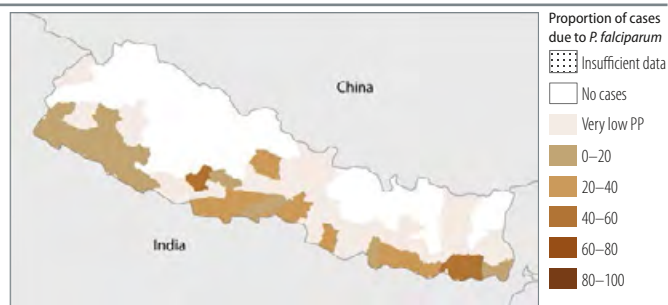 Proportion of cases
due to P. falciparum
Insufficient data
No cases
Very low PP
0–20
20–40
40–60
60–80
80–100
China
India